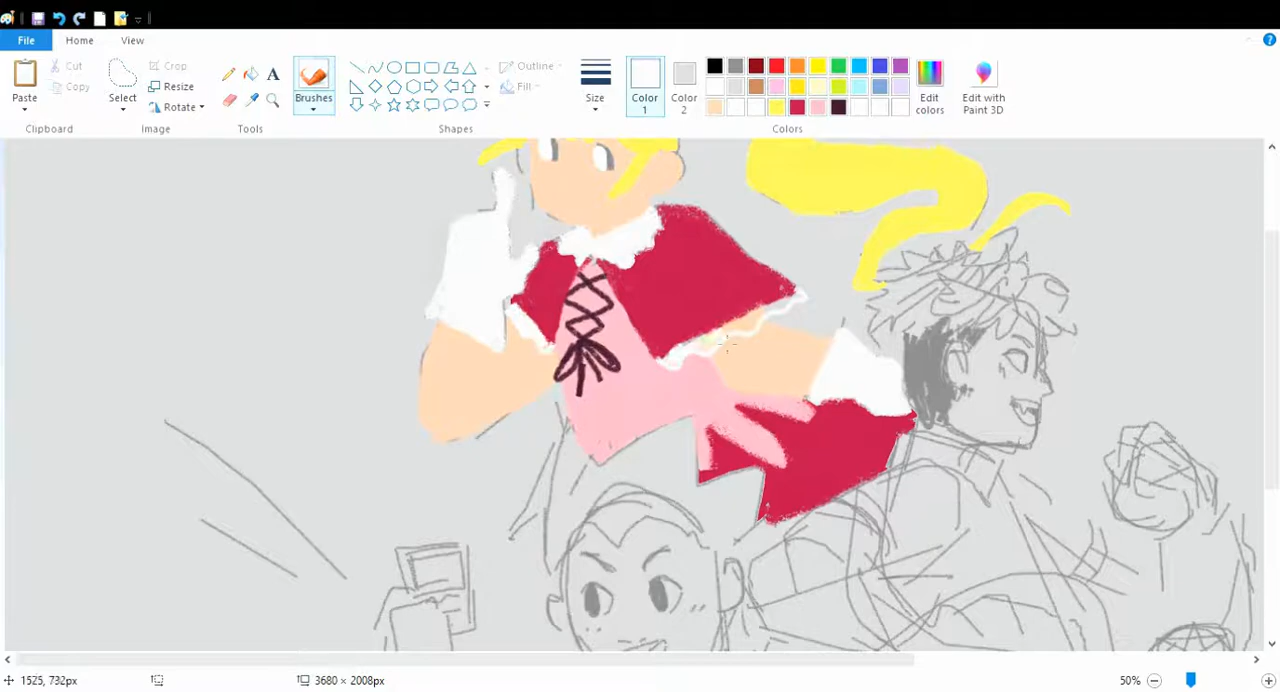 File Home View
Paste Cut Copy Select Crop Resize Rotate A Brushes Outline Fill Size Color 1 Color 2 Edit colors Edit with Paint 3D
Clipboard Image Tools Shapes Colors
1525, 732px 3680 × 2008px 50%